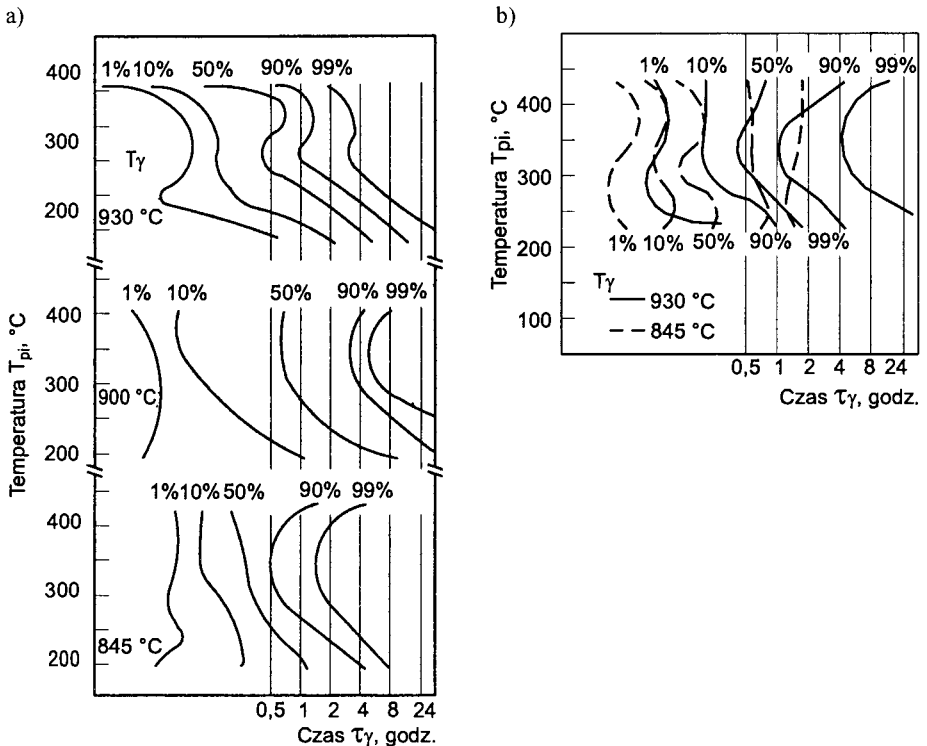 a)
400
1% 10% 50% 90% 99%
300
Tγ
200
930 °C
1% 10% 50% 90% 99%
400
Temperatura Tpi, °C
300
900 °C
200
1% 10% 50% 90% 99%
400
300
845 °C
200
0,5 1 2 4 8 24
Czas τγ, godz.
b)
1% 10% 50% 90% 99%
400
300
200
100
Temperatura Tpi, °C
1% 10% 50% 90% 99%
Tγ
930 °C
845 °C
0,5 1 2 4 8 24
Czas τγ, godz.